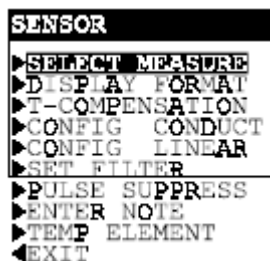 SENSOR
▶SELECT MEASURE
▶DISPLAY FORMAT
▶T-COMPENSATION
▶CONFIG CONDUCT
▶CONFIG LINEAR
▶SET FILTER
▶PULSE SUPPRESS
▶ENTER NOTE
▶TEMP ELEMENT
◀EXIT